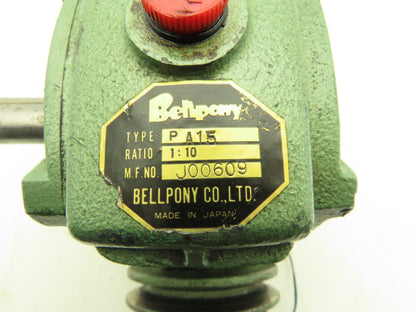 Bellpony
TYPE PA15
RATIO 1:10
M.F.NO. J00609
BELLPONY CO.,LTD.
MADE IN JAPAN